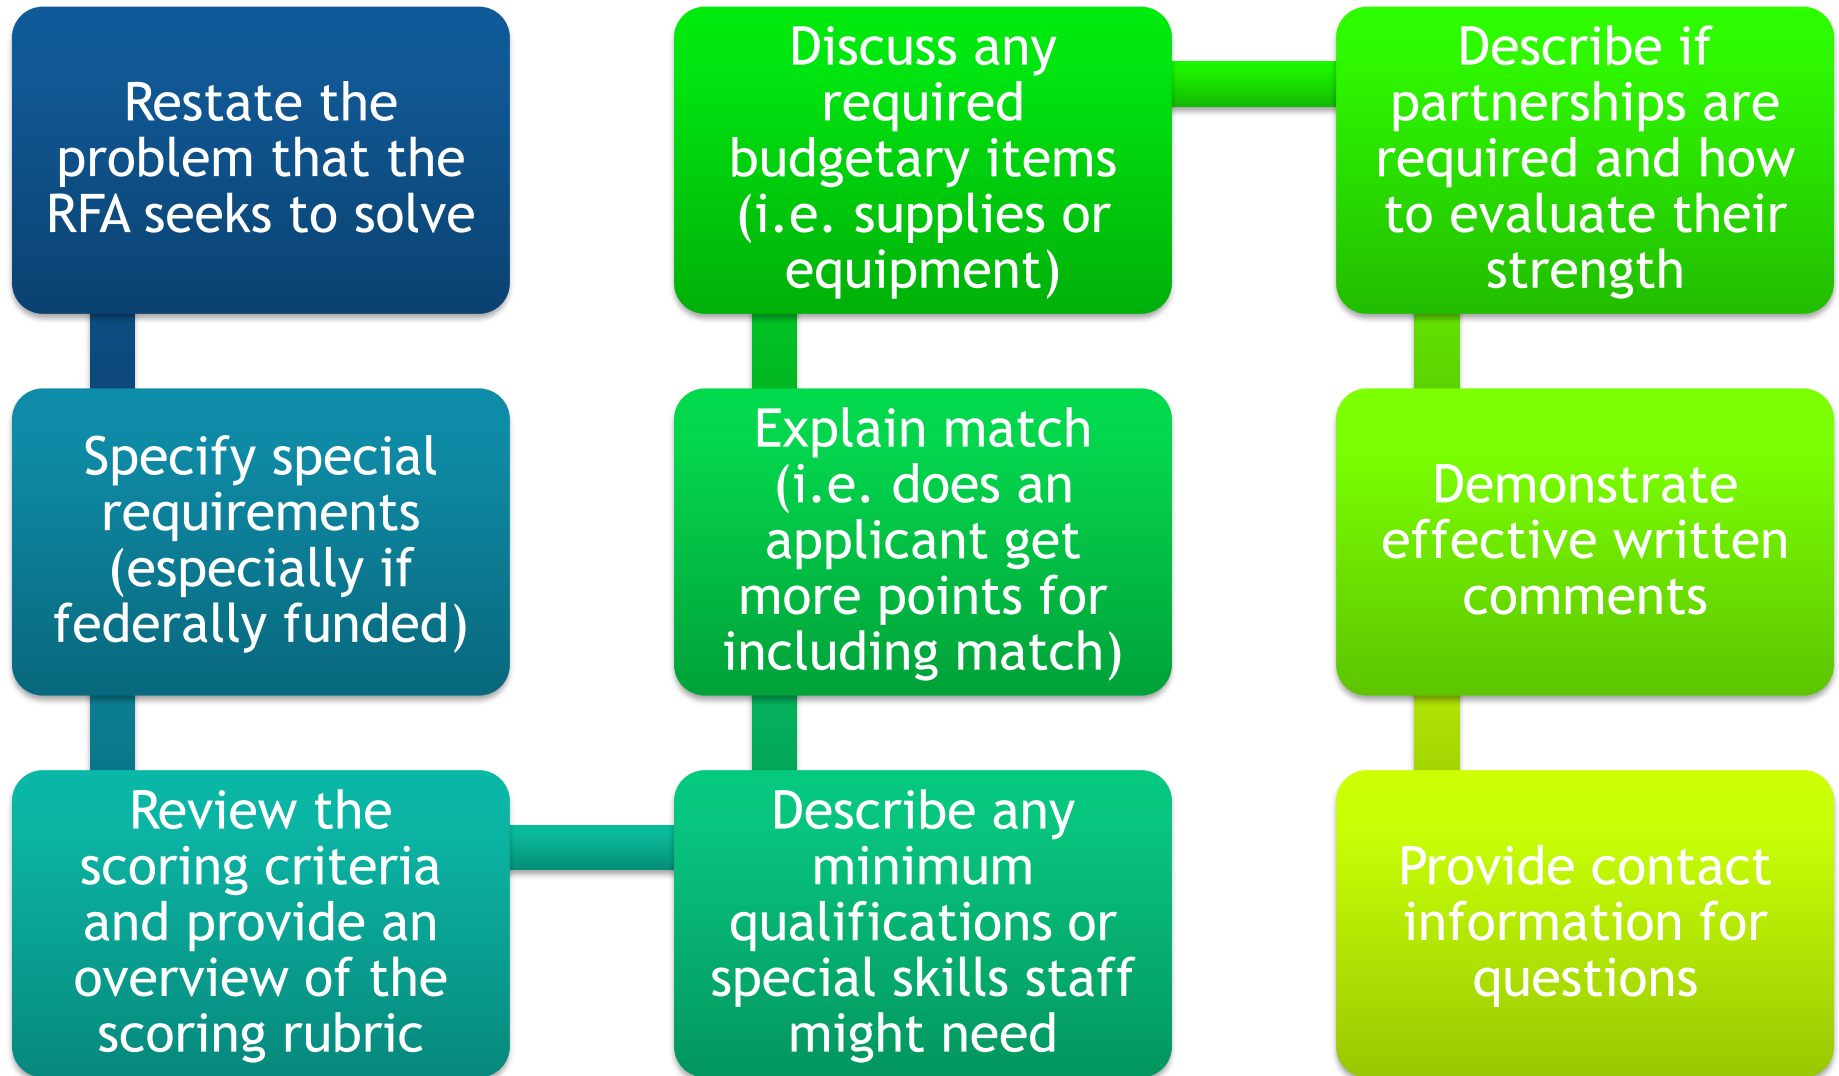 Restate the
problem that the
RFA seeks to solve
Specify special
requirements
(especially if
federally funded)
Review the
scoring criteria
and provide an
overview of the
scoring rubric
Describe any
minimum
qualifications or
special skills staff
might need
Explain match
(i.e. does an
applicant get
more points for
including match)
Discuss any
required
budgetary items
(i.e. supplies or
equipment)
Describe if
partnerships are
required and how
to evaluate their
strength
Demonstrate
effective written
comments
Provide contact
information for
questions